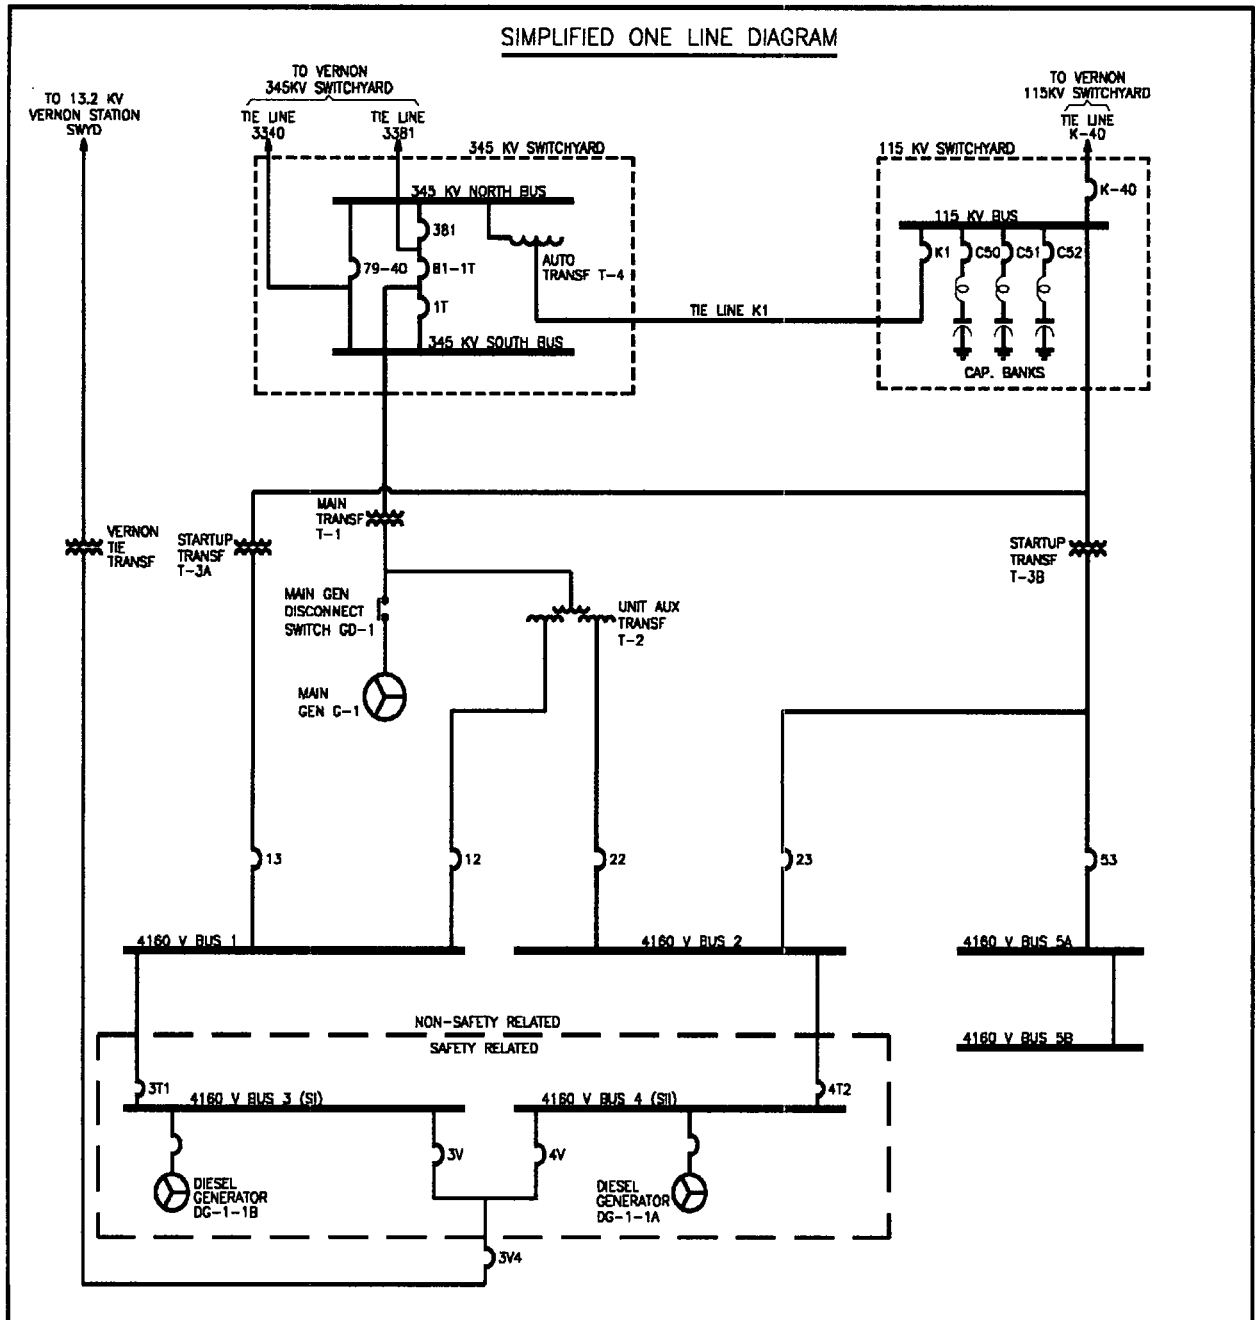 SIMPLIFIED ONE LINE DIAGRAM
TO 13.2 KV
VERNON STATION
SWYD
TO VERNON
345KV SWITCHYARD
TIE LINE
3340
TIE LINE
3381
TO VERNON
115KV SWITCHYARD
TIE LINE
K-40
345 KV SWITCHYARD
115 KV SWITCHYARD
345 KV NORTH BUS
381
79-40
81-1T
1T
AUTO
TRANSF T-4
345 KV SOUTH BUS
TIE LINE K1
K-40
115 KV BUS
K1
C50
C51
C52
CAP. BANKS
VERNON
TIE
TRANSF
STARTUP
TRANSF
T-3A
MAIN
TRANSF
T-1
STARTUP
TRANSF
T-3B
MAIN GEN
DISCONNECT
SWITCH GD-1
UNIT AUX
TRANSF
T-2
MAIN
GEN G-1
13
12
22
23
53
4160 V BUS 1
4160 V BUS 2
4160 V BUS 5A
NON-SAFETY RELATED
SAFETY RELATED
4160 V BUS 5B
3T1
4T2
4160 V BUS 3 (SI)
4160 V BUS 4 (SII)
3V
4V
DIESEL
GENERATOR
DG-1-1B
DIESEL
GENERATOR
DG-1-1A
3V4